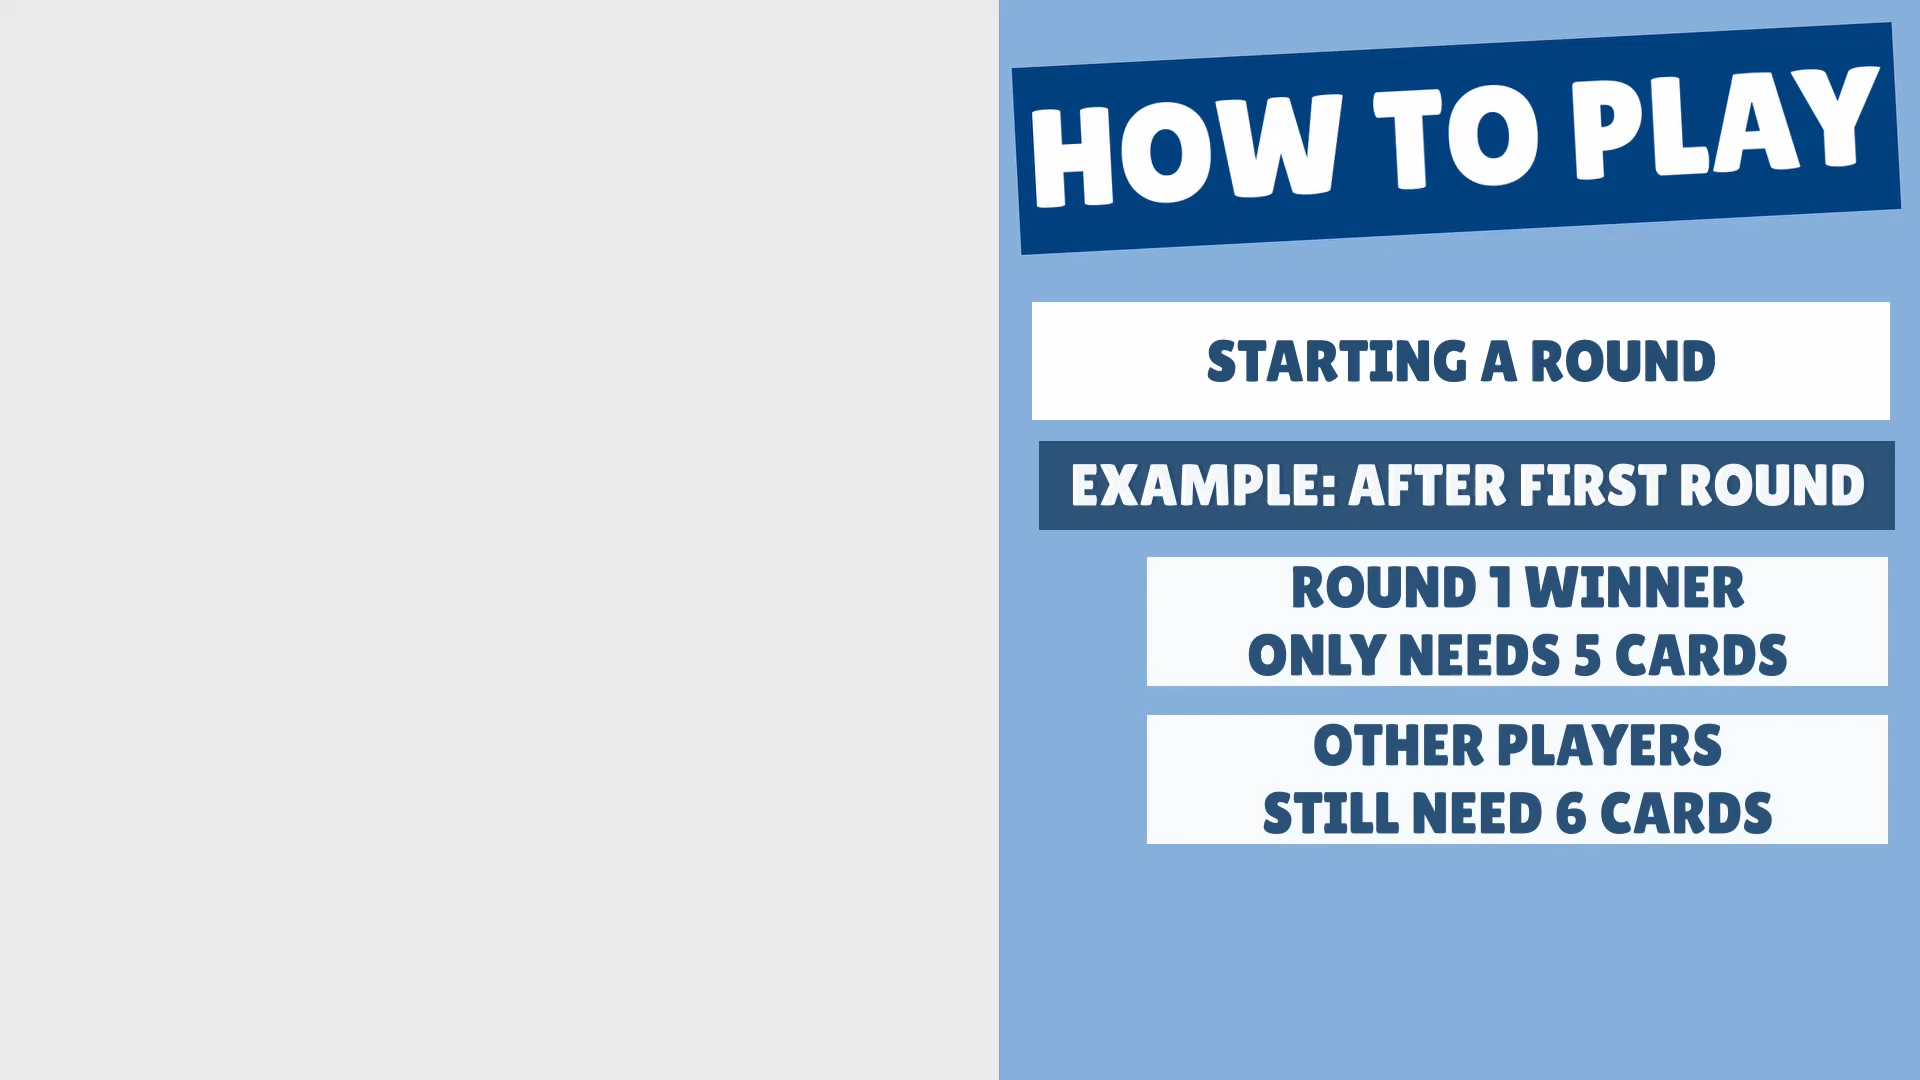 HOW TO PLAY
STARTING A ROUND
EXAMPLE: AFTER FIRST ROUND
ROUND 1 WINNER
ONLY NEEDS 5 CARDS
OTHER PLAYERS
STILL NEED 6 CARDS